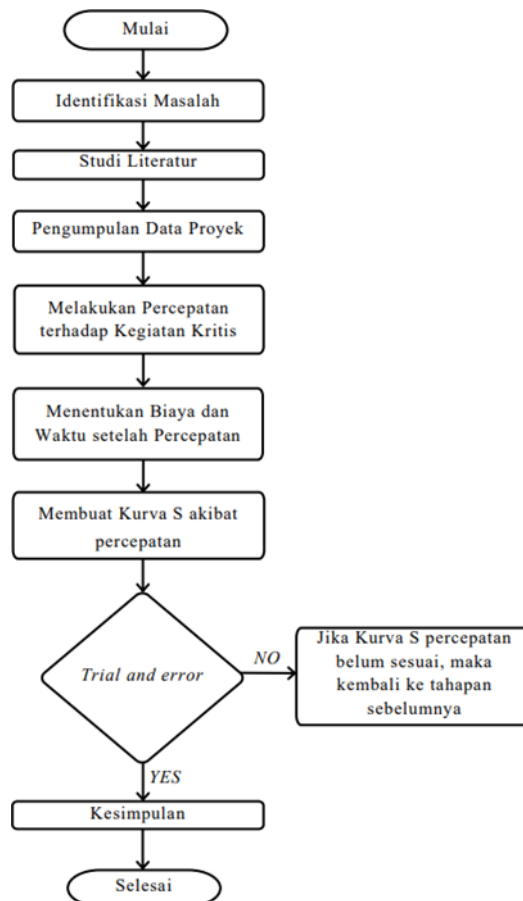 Mulai
Identifikasi Masalah
Studi Literatur
Pengumpulan Data Proyek
Melakukan Percepatan
terhadap Kegiatan Kritis
Menentukan Biaya dan
Waktu setelah Percepatan
Membuat Kurva S akibat
percepatan
Trial and error
NO
Jika Kurva S percepatan
belum sesuai, maka
kembali ke tahapan
sebelumnya
YES
Kesimpulan
Selesai